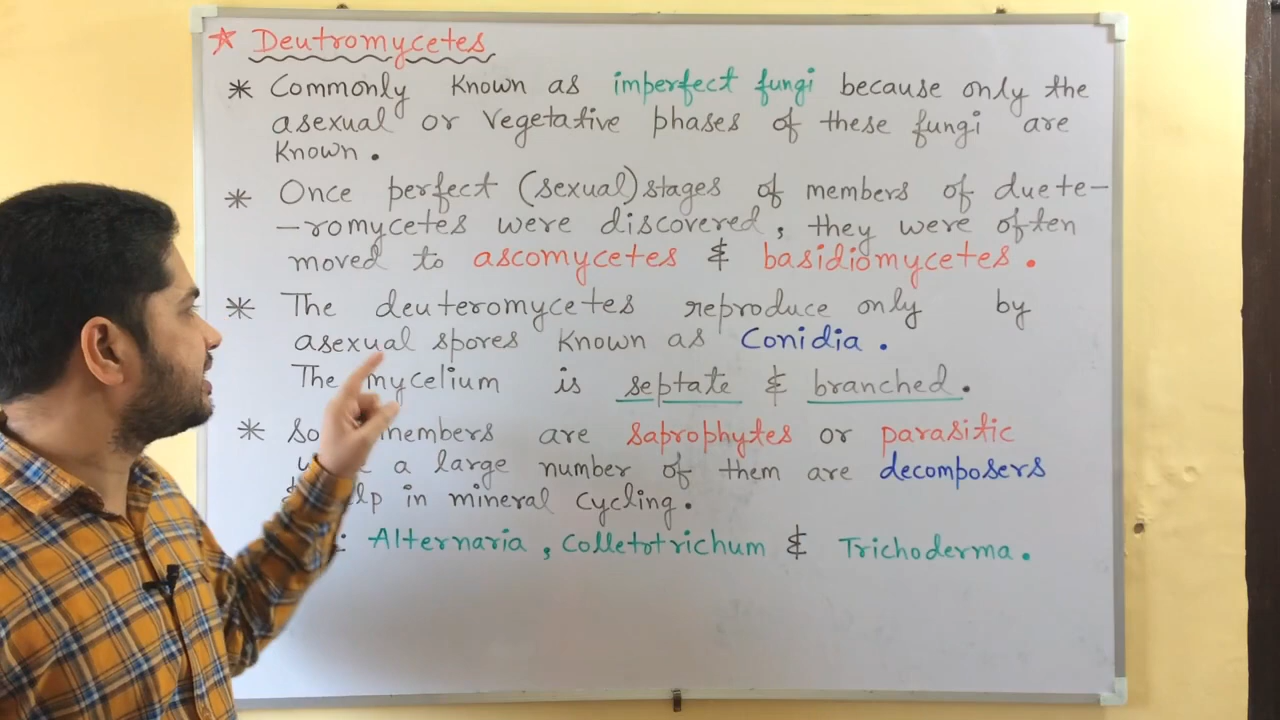 Deutromycetes
* Commonly Known as imperfect fungi because only the
asexual or Vegetative phases of these fungi are
Known.
* Once perfect (sexual) stages of members of duete-
-romycetes were discovered, they were often
moved to ascomycetes & basidiomycetes.
* The deuteromycetes reproduce only by
asexual spores known as Conidia.
The mycelium is septate & branched.
* members are saprophytes or parasitic
a large number of them are decomposers
in mineral cycling.
: Alternaria, Colletotrichum & Trichoderma.